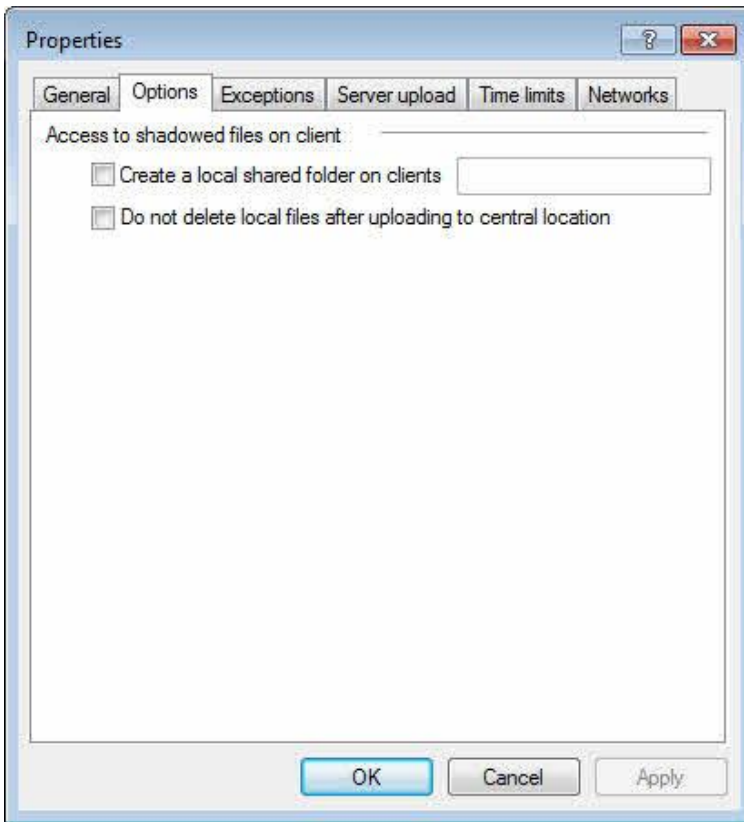 Properties
?
General Options Exceptions Server upload Time limits Networks
Access to shadowed files on client
Create a local shared folder on clients
Do not delete local files after uploading to central location
OK Cancel Apply